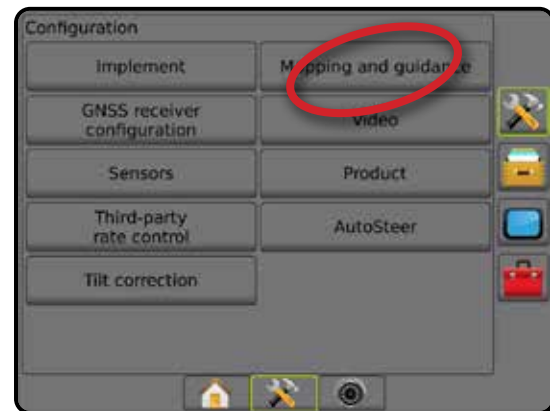 Configuration
Implement
Mapping and guidance
GNSS receiver
configuration
Video
Sensors
Product
Third-party
rate control
AutoSteer
Tilt correction